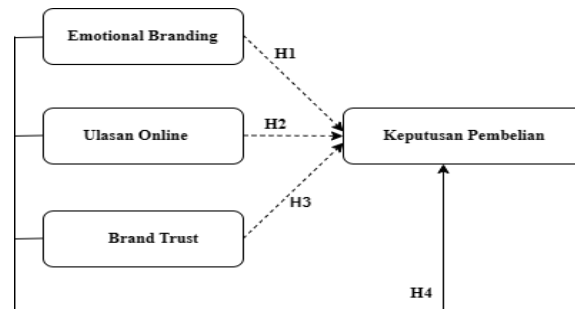 Emotional Branding
H1
H2
Ulasan Online
Keputusan Pembelian
H3
Brand Trust
H4